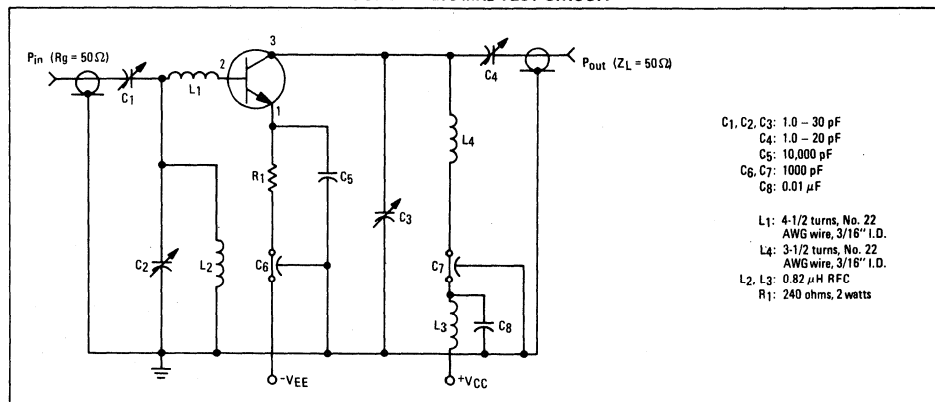 Pin (Rg = 50Ω)
C1
L1
2
3
1
C4
Pout (ZL = 50Ω)
R1
C5
C3
L4
C2
L2
C6
C7
L3
C8
-VEE
+VCC
C1, C2, C3: 1.0 – 30 pF
C4: 1.0 – 20 pF
C5: 10,000 pF
C6, C7: 1000 pF
C8: 0.01 μF
L1: 4-1/2 turns, No. 22
AWG wire, 3/16" I.D.
L4: 3-1/2 turns, No. 22
AWG wire, 3/16" I.D.
L2, L3: 0.82 μH RFC
R1: 240 ohms, 2 watts